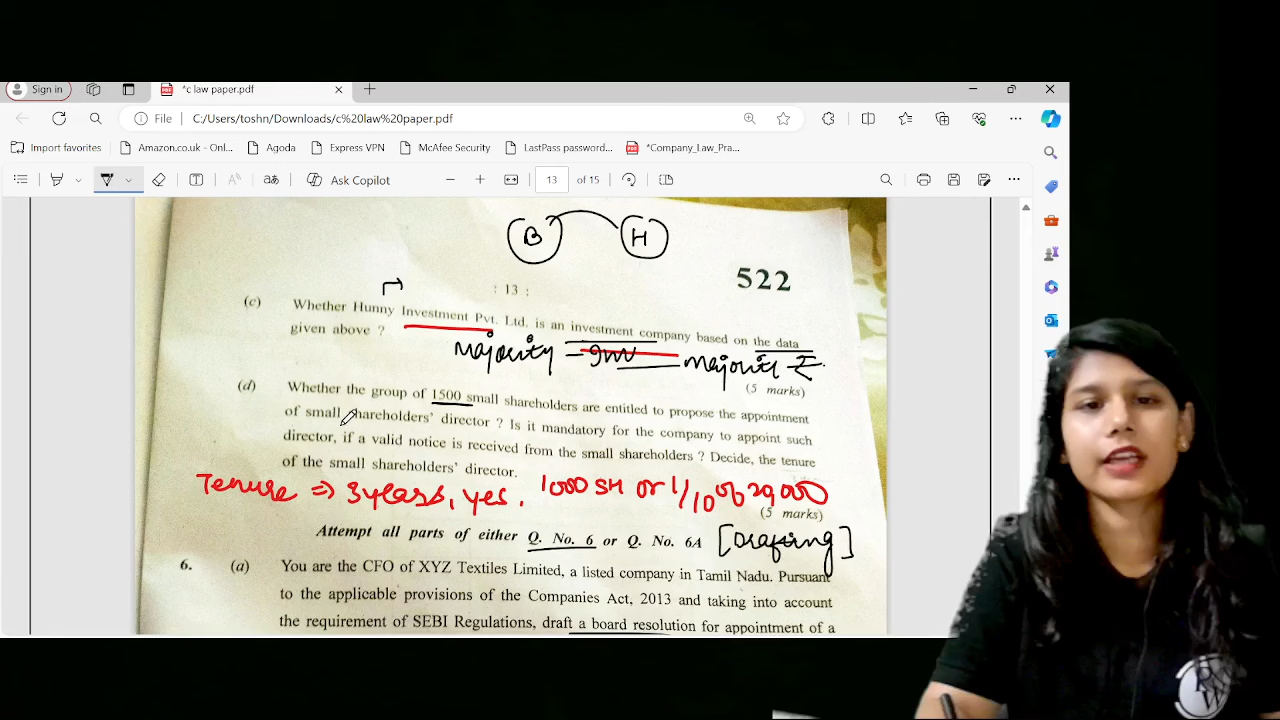 Sign in
*c law paper.pdf
File
C:/Users/toshn/Downloads/c%20law%20paper.pdf
Import favorites
Amazon.co.uk - Onl...
Agoda
Express VPN
McAfee Security
LastPass password...
*Company_Law_Pra...
13
of 15
Ask Copilot
B H
522
: 13 :
(c) Whether Hunny Investment Pvt. Ltd. is an investment company based on the data
given above ?
majority = Inv majority ₹
(5 marks)
(d) Whether the group of 1500 small shareholders are entitled to propose the appointment
of small shareholders' director ? Is it mandatory for the company to appoint such
director, if a valid notice is received from the small shareholders ? Decide, the tenure
of the small shareholders' director.
Tenure ⇒ 3 years, yes. 1000 SH or 1/10 of 29000
(5 marks)
Attempt all parts of either Q. No. 6 or Q. No. 6A [Drafting]
6. (a) You are the CFO of XYZ Textiles Limited, a listed company in Tamil Nadu. Pursuant
to the applicable provisions of the Companies Act, 2013 and taking into account
the requirement of SEBI Regulations, draft a board resolution for appointment of a
PW